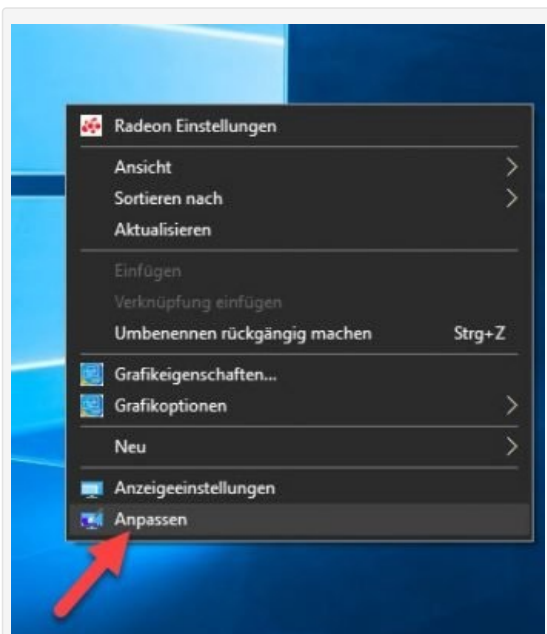 Radeon Einstellungen
Ansicht
Sortieren nach
Aktualisieren
Einfügen
Verknüpfung einfügen
Umbenennen rückgängig machen Strg+Z
Grafikeigenschaften...
Grafikoptionen
Neu
Anzeigeeinstellungen
Anpassen